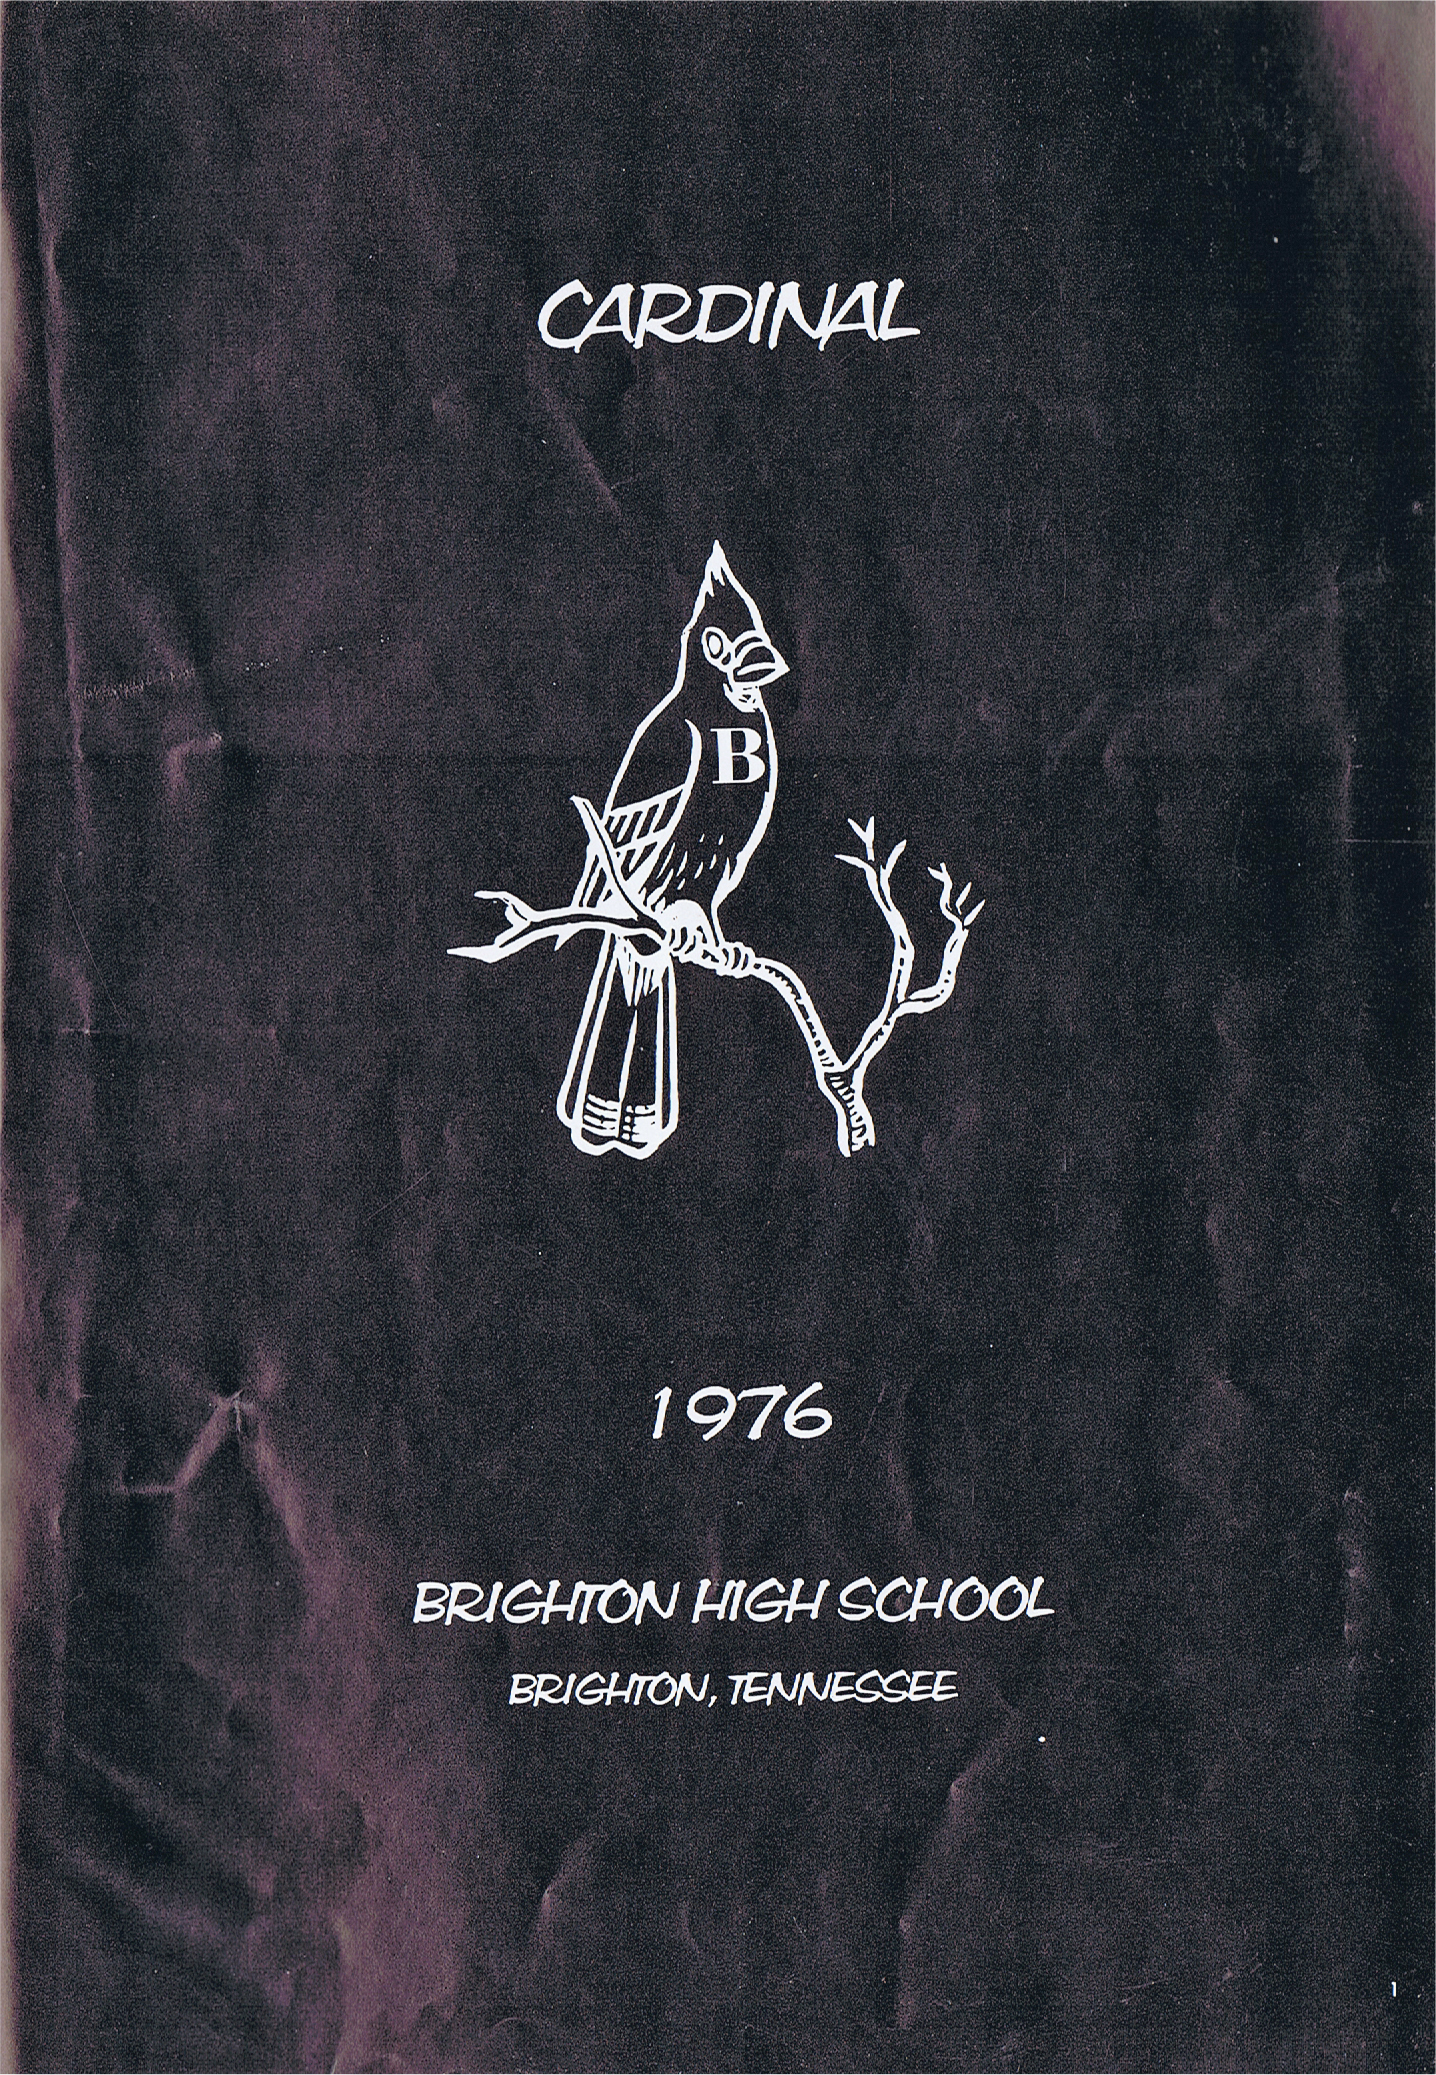 CARDINAL
B
1976
BRIGHTON HIGH SCHOOL
BRIGHTON, TENNESSEE
1